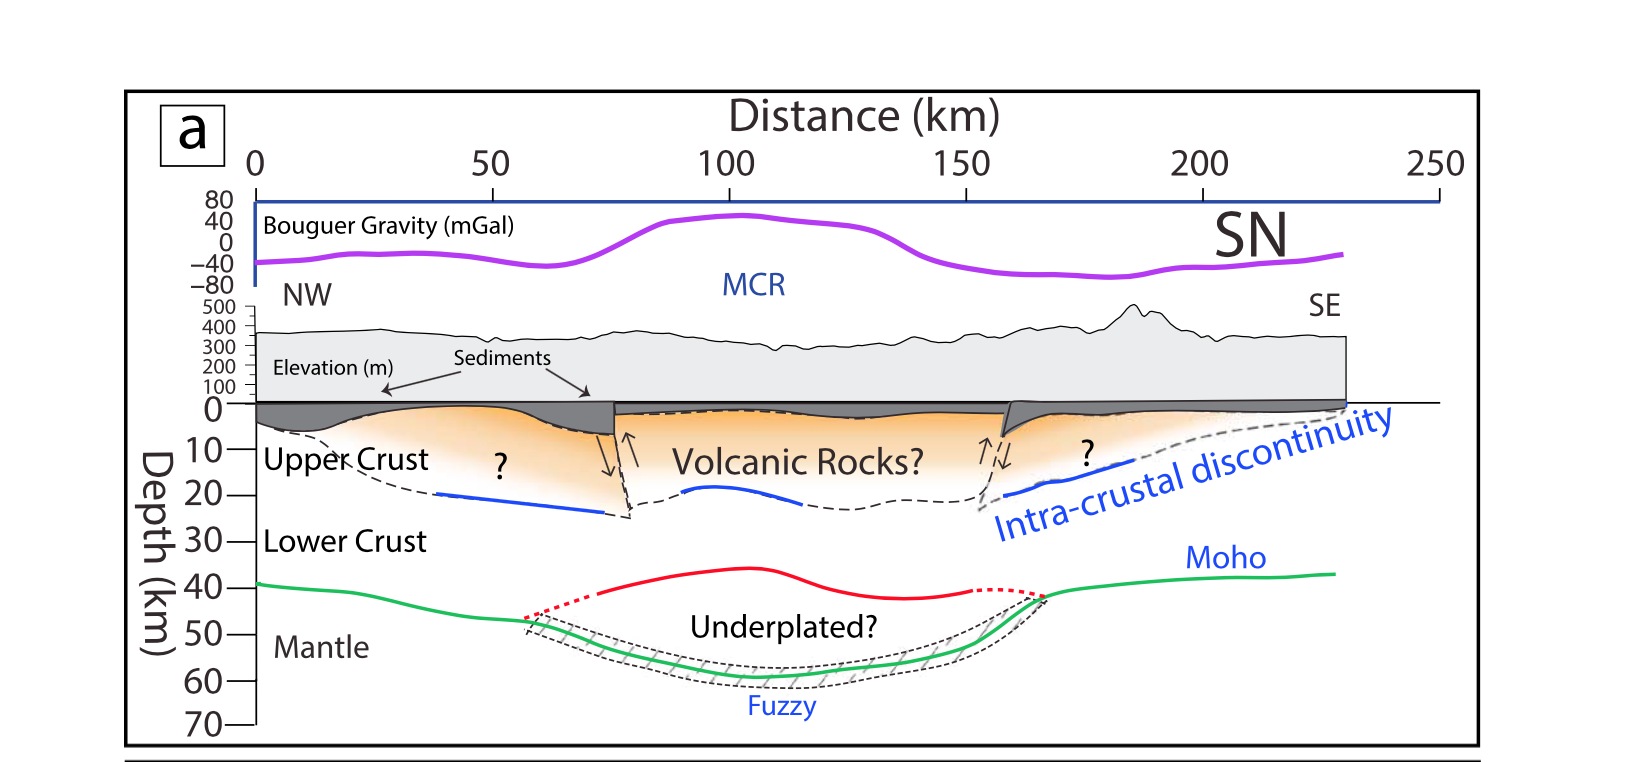 a
Distance (km)
0 50 100 150 200 250
80
40
0
−40
−80
Bouguer Gravity (mGal)
SN
MCR
NW
SE
500
400
300
200
100
Elevation (m)
Sediments
0
10
20
30
40
50
60
70
Depth (km)
Upper Crust
?
Volcanic Rocks?
?
Intra-crustal discontinuity
Lower Crust
Moho
Underplated?
Mantle
Fuzzy